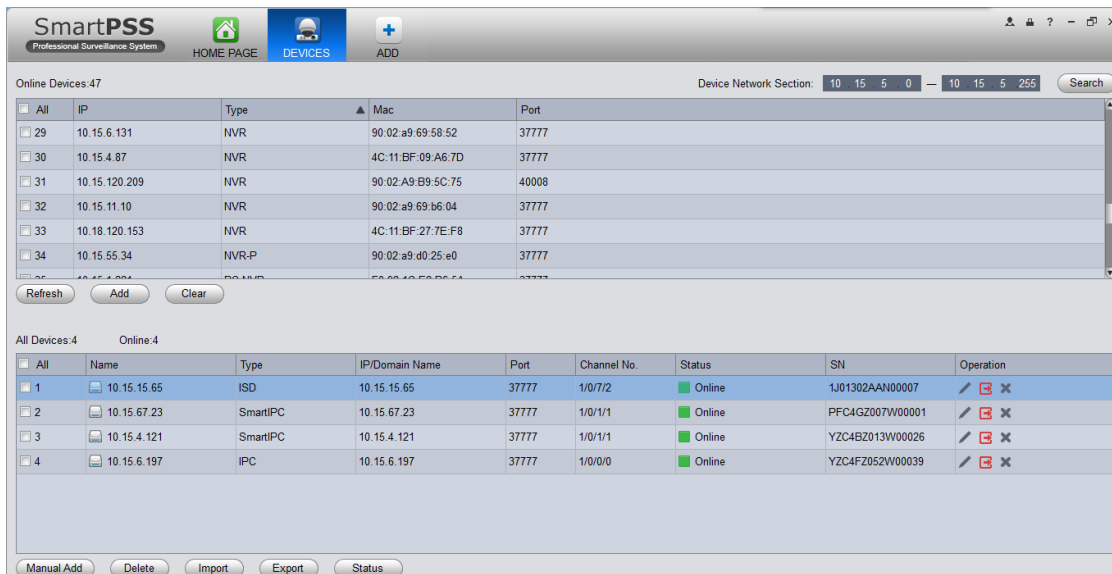 SmartPSS
Professional Surveillance System
HOME PAGE
DEVICES
ADD
?
Online Devices:47
Device Network Section: 10 . 15 . 5 . 0 — 10 . 15 . 5 . 255 Search
All IP Type Mac Port
29 10.15.6.131 NVR 90:02:a9:69:58:52 37777
30 10.15.4.87 NVR 4C:11:BF:09:A6:7D 37777
31 10.15.120.209 NVR 90:02:A9:B9:5C:75 40008
32 10.15.11.10 NVR 90:02:a9:69:b6:04 37777
33 10.18.120.153 NVR 4C:11:BF:27:7E:F8 37777
34 10.15.55.34 NVR-P 90:02:a9:d0:25:e0 37777
Refresh Add Clear
All Devices:4 Online:4
All Name Type IP/Domain Name Port Channel No. Status SN Operation
1 10.15.15.65 ISD 10.15.15.65 37777 1/0/7/2 Online 1J01302AAN00007
2 10.15.67.23 SmartIPC 10.15.67.23 37777 1/0/1/1 Online PFC4GZ007W00001
3 10.15.4.121 SmartIPC 10.15.4.121 37777 1/0/1/1 Online YZC4BZ013W00026
4 10.15.6.197 IPC 10.15.6.197 37777 1/0/0/0 Online YZC4FZ052W00039
Manual Add Delete Import Export Status